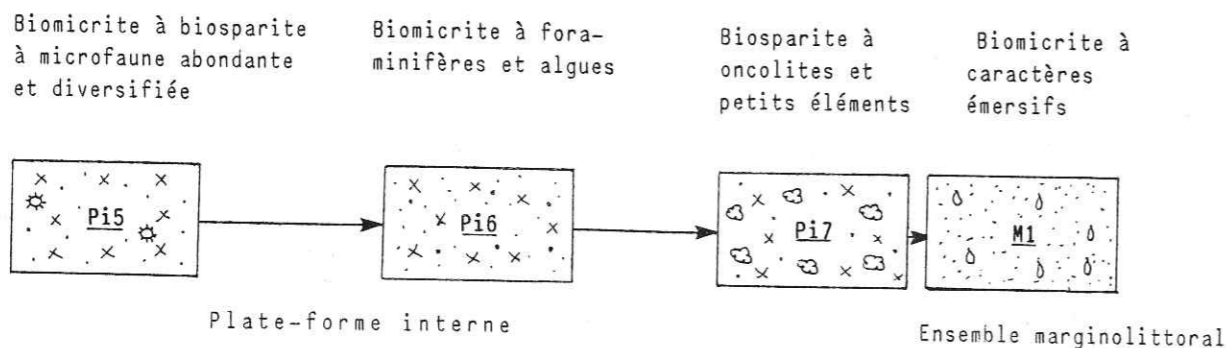 Biomicrite à biosparite
à microfaune abondante
et diversifiée
Biomicrite à fora-
minifères et algues
Biosparite à
oncolites et
petits éléments
Biomicrite à
caractères
émersifs
Pi5
Pi6
Pi7
M1
Plate-forme interne
Ensemble marginolittoral